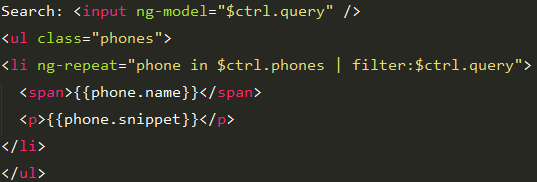 Search: <input ng-model="$ctrl.query" />
<ul class="phones">
<li ng-repeat="phone in $ctrl.phones | filter:$ctrl.query">
  <span>{{phone.name}}</span>
  <p>{{phone.snippet}}</p>
</li>
</ul>